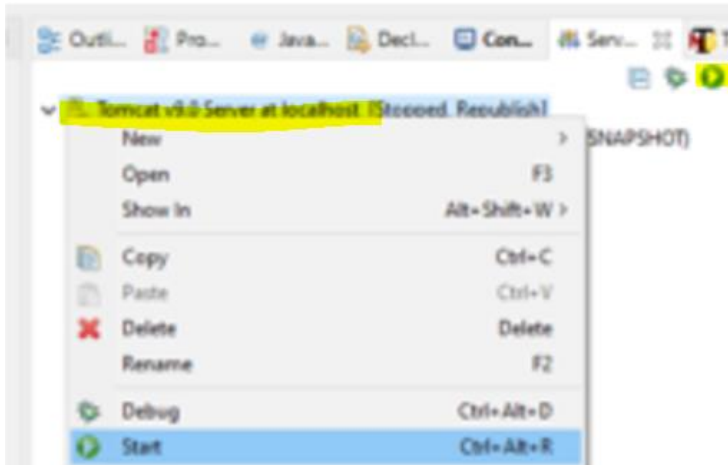 Outli... Pro... Java... Decl... Con... Serv... T
Tomcat v9.0 Server at localhost [Stopped, Republish]
New
SNAPSHOT)
Open F3
Show In Alt+Shift+W >
Copy Ctrl+C
Paste Ctrl+V
Delete Delete
Rename F2
Debug Ctrl+Alt+D
Start Ctrl+Alt+R